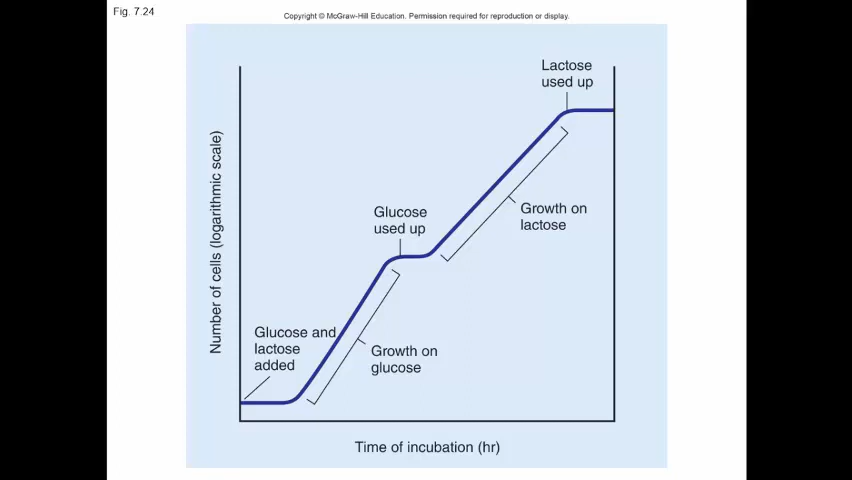 Fig. 7.24
Copyright © McGraw-Hill Education. Permission required for reproduction or display.
Lactose
used up
Glucose
used up
Growth on
lactose
Number of cells (logarithmic scale)
Glucose and
lactose
added
Growth on
glucose
Time of incubation (hr)